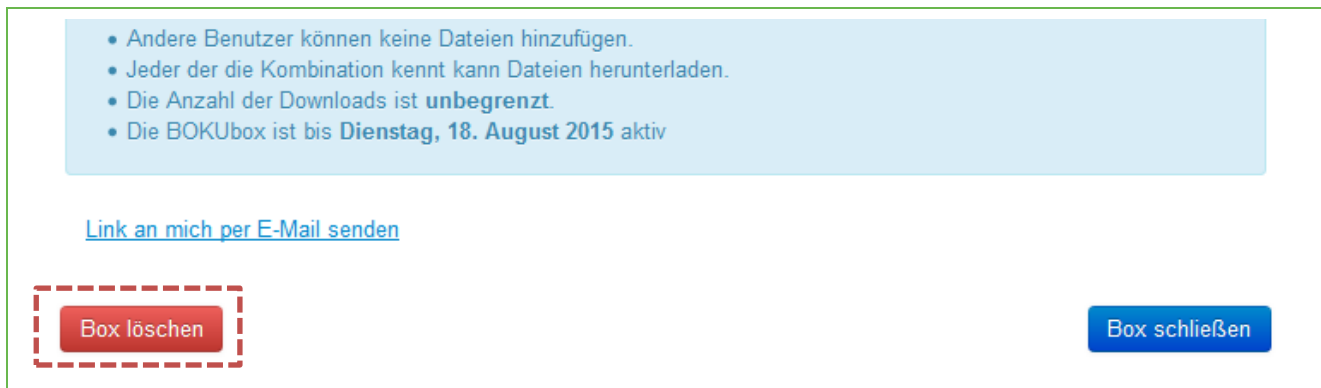 • Andere Benutzer können keine Dateien hinzufügen.
• Jeder der die Kombination kennt kann Dateien herunterladen.
• Die Anzahl der Downloads ist unbegrenzt.
• Die BOKUbox ist bis Dienstag, 18. August 2015 aktiv
Link an mich per E-Mail senden
Box löschen
Box schließen